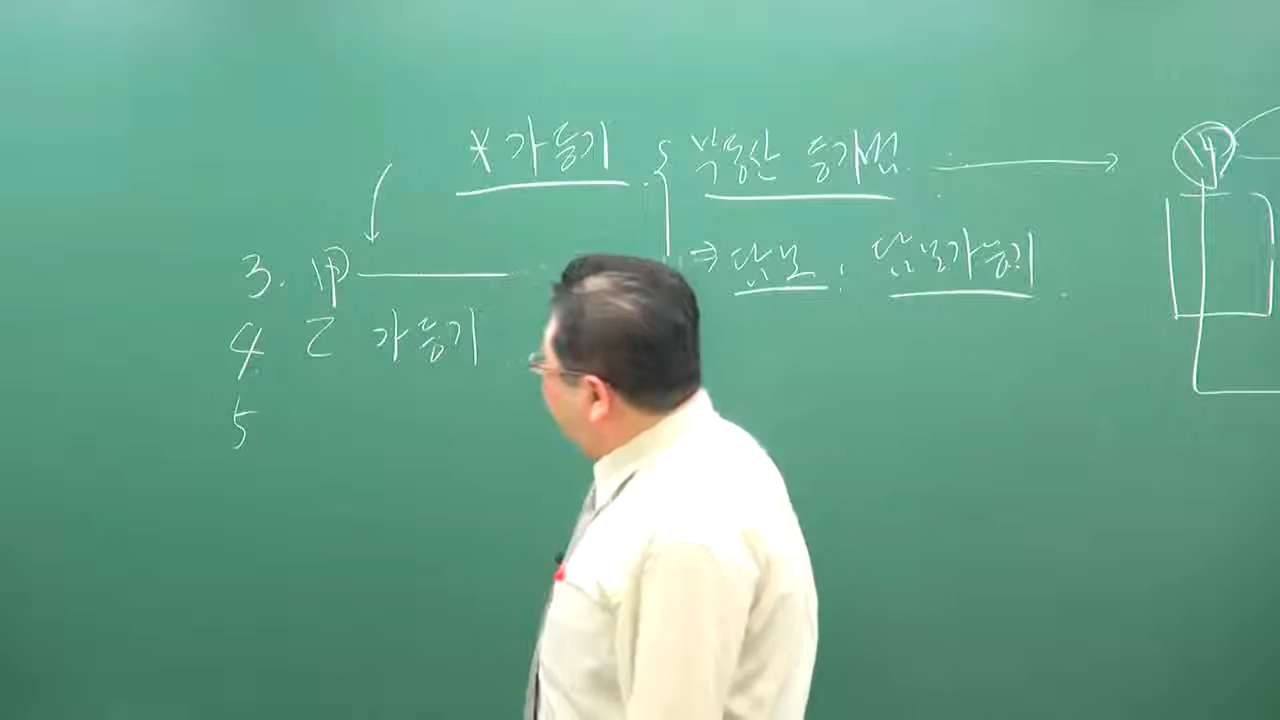 * 가등기 { 부동산 등기법. → 甲
⇒ 담보, 담보가등기.
3. 甲
4. 乙 가등기
5